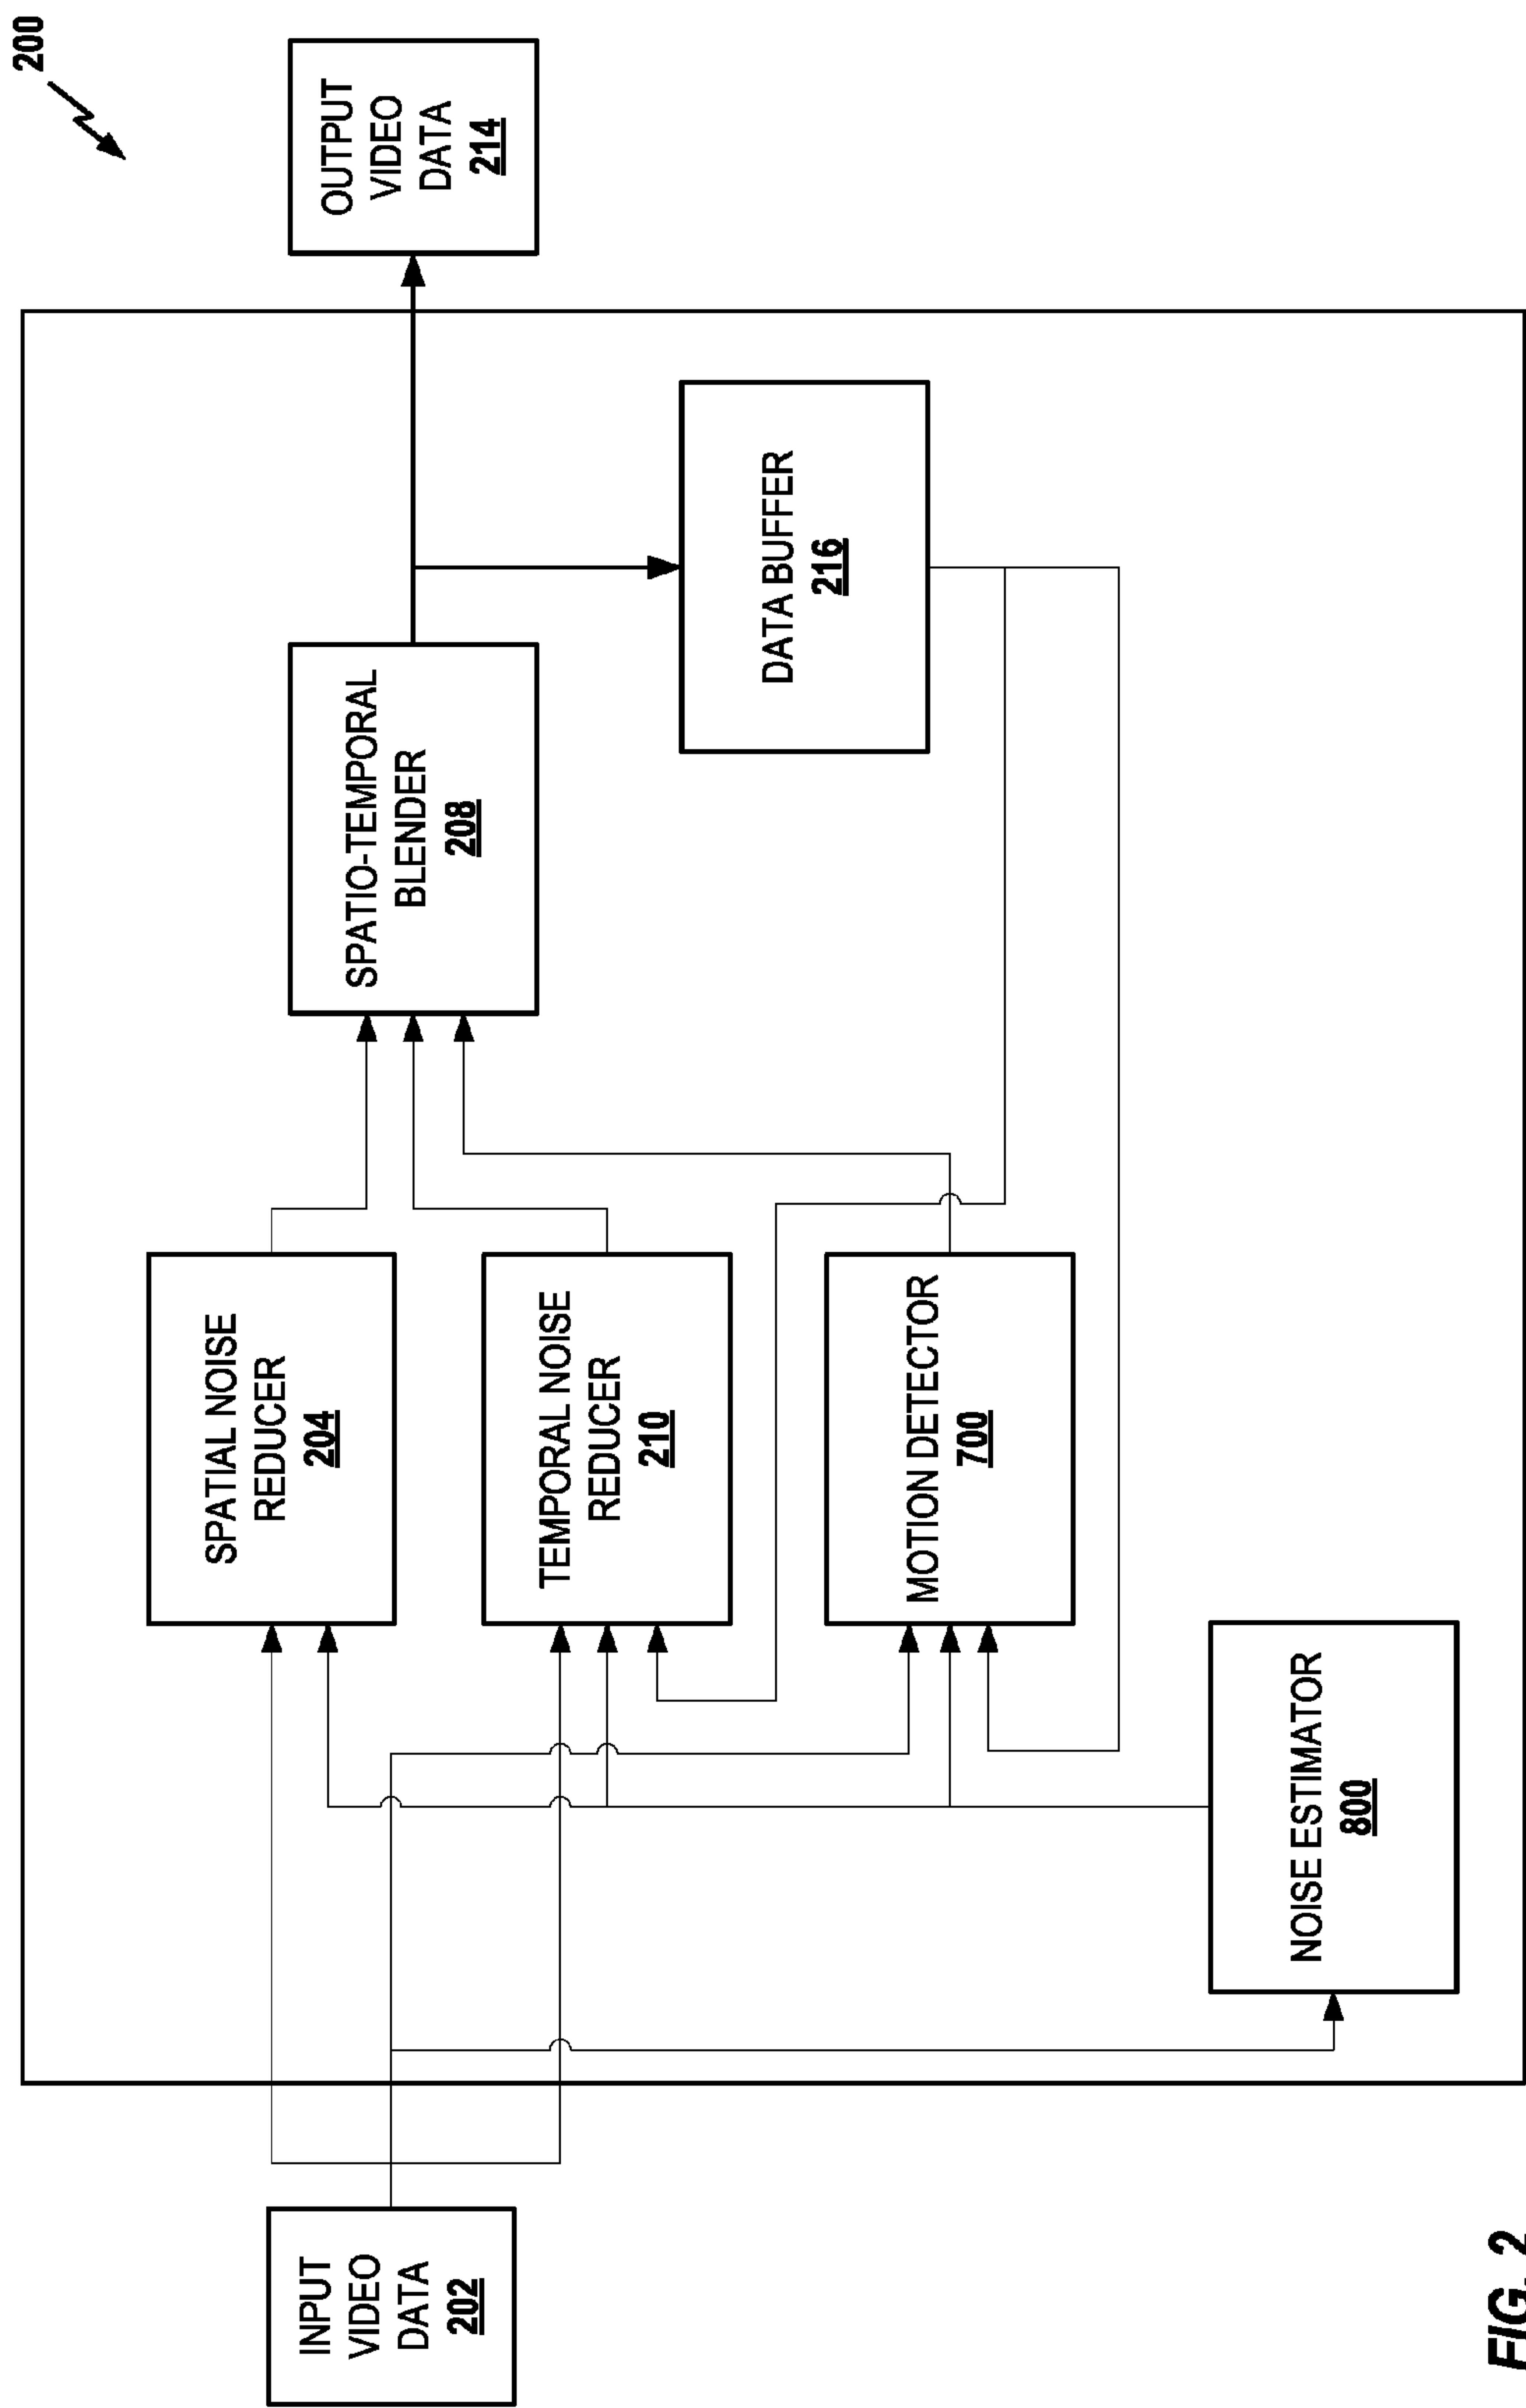 200
INPUT
VIDEO
DATA
202
SPATIAL NOISE
REDUCER
204
TEMPORAL NOISE
REDUCER
210
MOTION DETECTOR
700
NOISE ESTIMATOR
800
SPATIO-TEMPORAL
BLENDER
208
DATA BUFFER
216
OUTPUT
VIDEO
DATA
214
FIG. 2